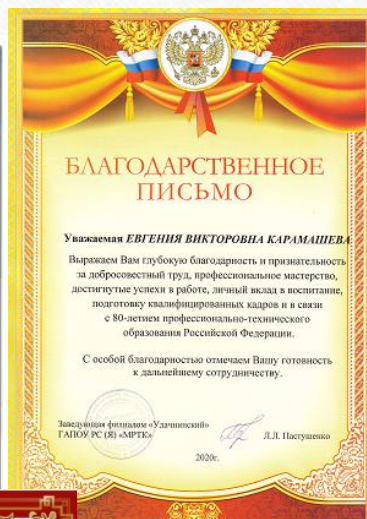 БЛАГОДАРСТВЕННОЕ
ПИСЬМО
Уважаемая ЕВГЕНИЯ ВИКТОРОВНА КАРАМАШЕВА
Выражаем Вам глубокую благодарность и признательность
за добросовестный труд, профессиональное мастерство,
достигнутые успехи в работе, личный вклад в воспитание,
подготовку квалифицированных кадров и в связи
с 80-летием профессионально-технического
образования Российской Федерации.
С особой благодарностью отмечаем Вашу готовность
к дальнейшему сотрудничеству.
Заведующая филиалом «Удачнинский»
ГАПОУ РС (Я) «МРТК»
Л.Л. Пастушенко
2020г.